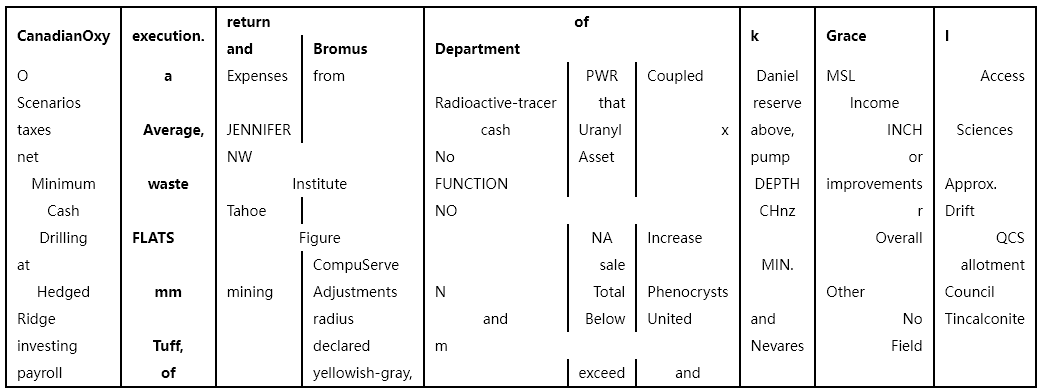 return of
CanadianOxy execution. k Grace I
and Bromus Department
O a Expenses from PWR Coupled Daniel MSL Access
Scenarios Radioactive-tracer that reserve Income
taxes Average, JENNIFER cash Uranyl x above, INCH Sciences
net NW No Asset pump or
Minimum waste Institute FUNCTION DEPTH improvements Approx.
Cash Tahoe NO CHnz r Drift
Drilling FLATS Figure NA Increase Overall QCS
at CompuServe sale MIN. allotment
Hedged mm mining Adjustments N Total Phenocrysts Other Council
Ridge radius and Below United and No Tincalconite
investing Tuff, declared m Nevares Field
payroll of yellowish-gray, exceed and